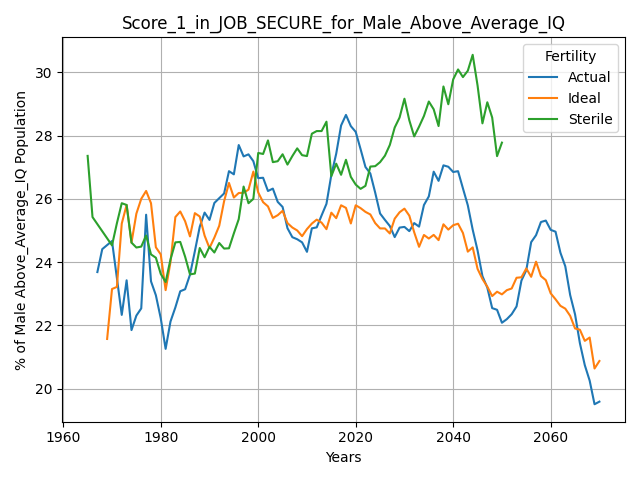 Score_1_in_JOB_SECURE_for_Male_Above_Average_IQ
% of Male Above_Average_IQ Population
30
28
26
24
22
20
Fertility
Actual
Ideal
Sterile
1960 1980 2000 2020 2040 2060
Years